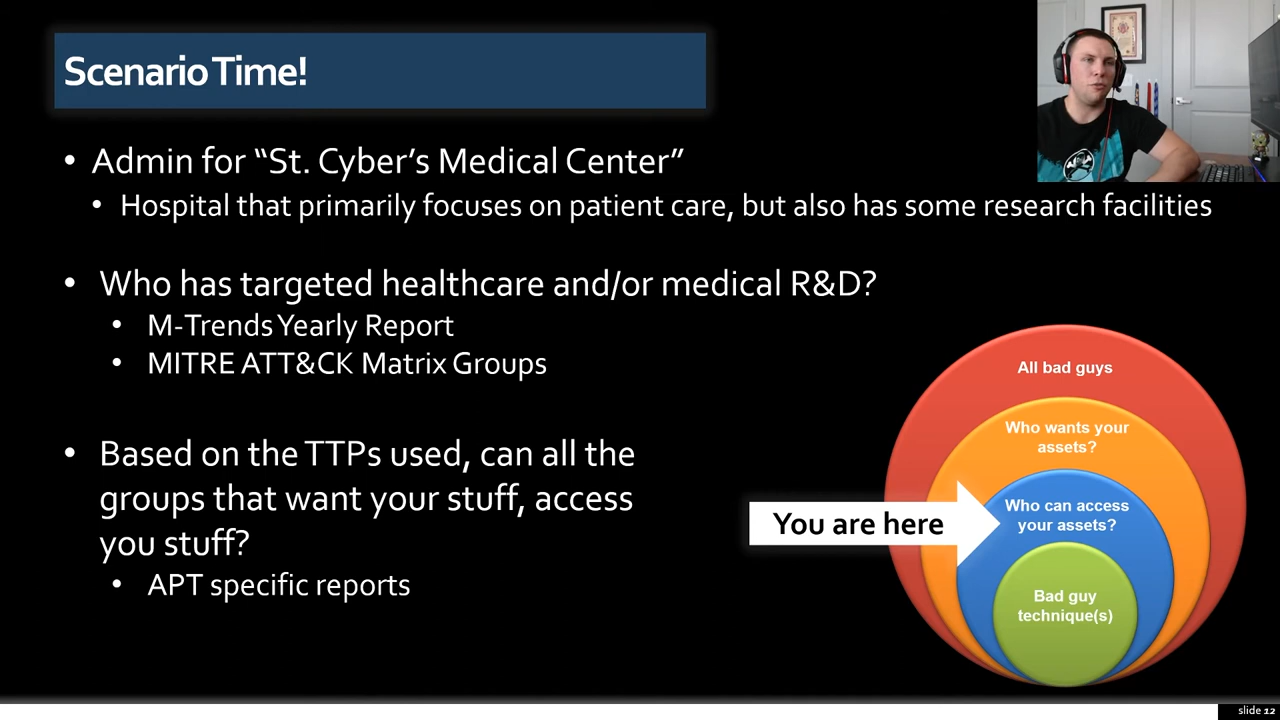 Scenario Time!
• Admin for “St. Cyber’s Medical Center”
• Hospital that primarily focuses on patient care, but also has some research facilities
• Who has targeted healthcare and/or medical R&D?
• M-Trends Yearly Report
• MITRE ATT&CK Matrix Groups
• Based on the TTPs used, can all the
groups that want your stuff, access
you stuff?
• APT specific reports
All bad guys
Who wants your
assets?
Who can access
your assets?
You are here
Bad guy
technique(s)
slide 12